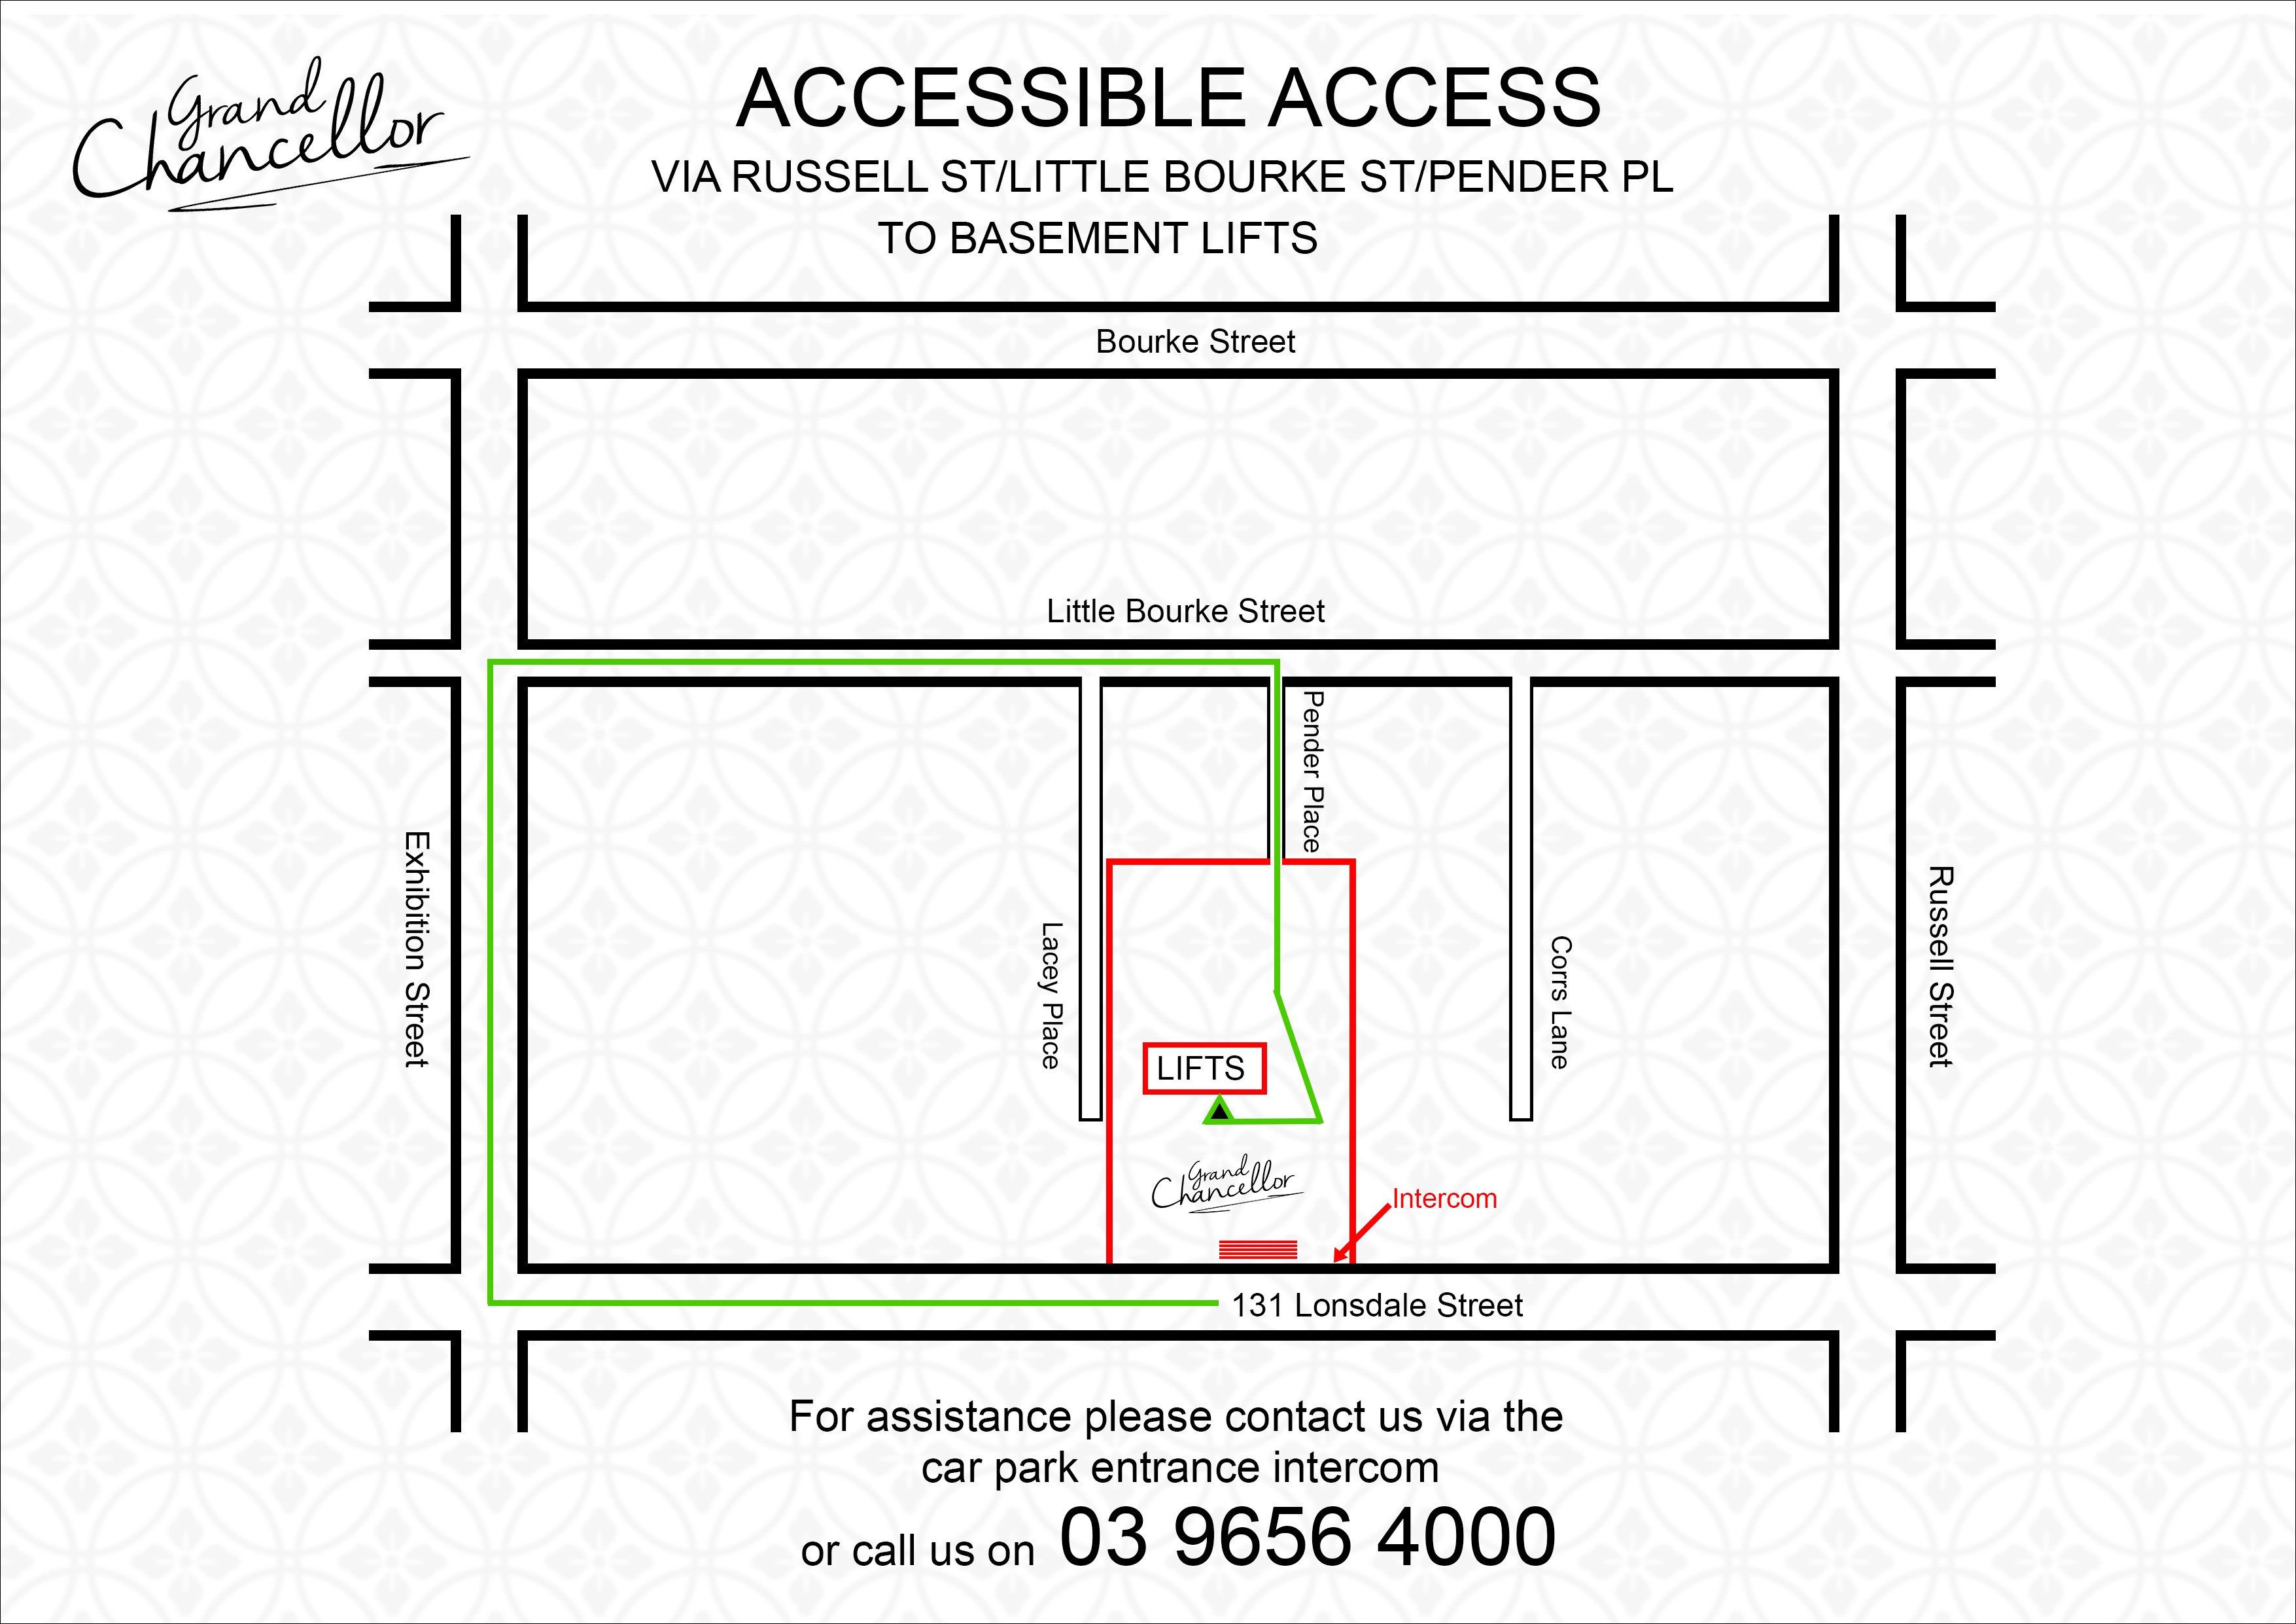 Grand
Chancellor
ACCESSIBLE ACCESS
VIA RUSSELL ST/LITTLE BOURKE ST/PENDER PL
TO BASEMENT LIFTS
Bourke Street
Little Bourke Street
Pender Place
Exhibition Street
Lacey Place
Corrs Lane
Russell Street
LIFTS
Grand
Chancellor
Intercom
131 Lonsdale Street
For assistance please contact us via the
car park entrance intercom
or call us on 03 9656 4000